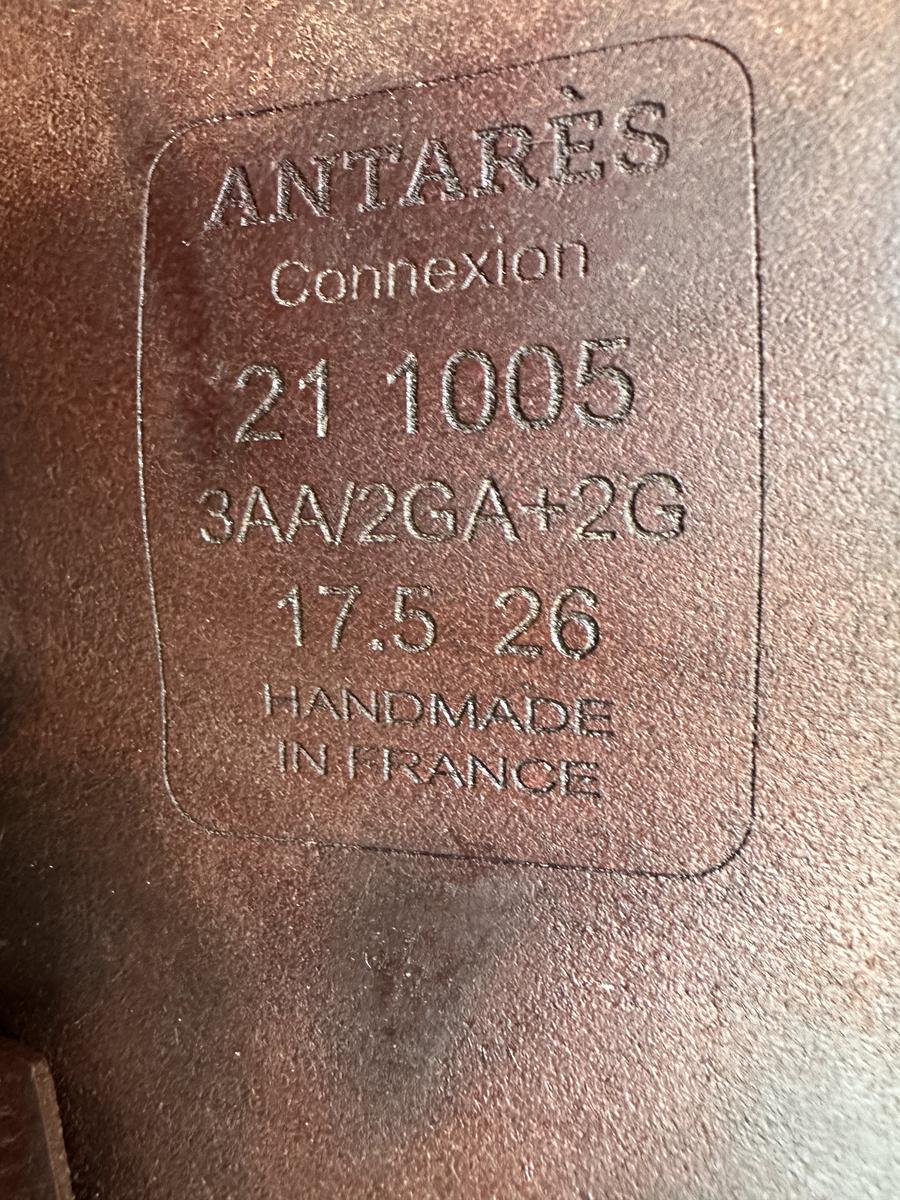 ANTARÈS
Connexion
21 1005
3AA/2GA+2G
17.5 26
HANDMADE
IN FRANCE